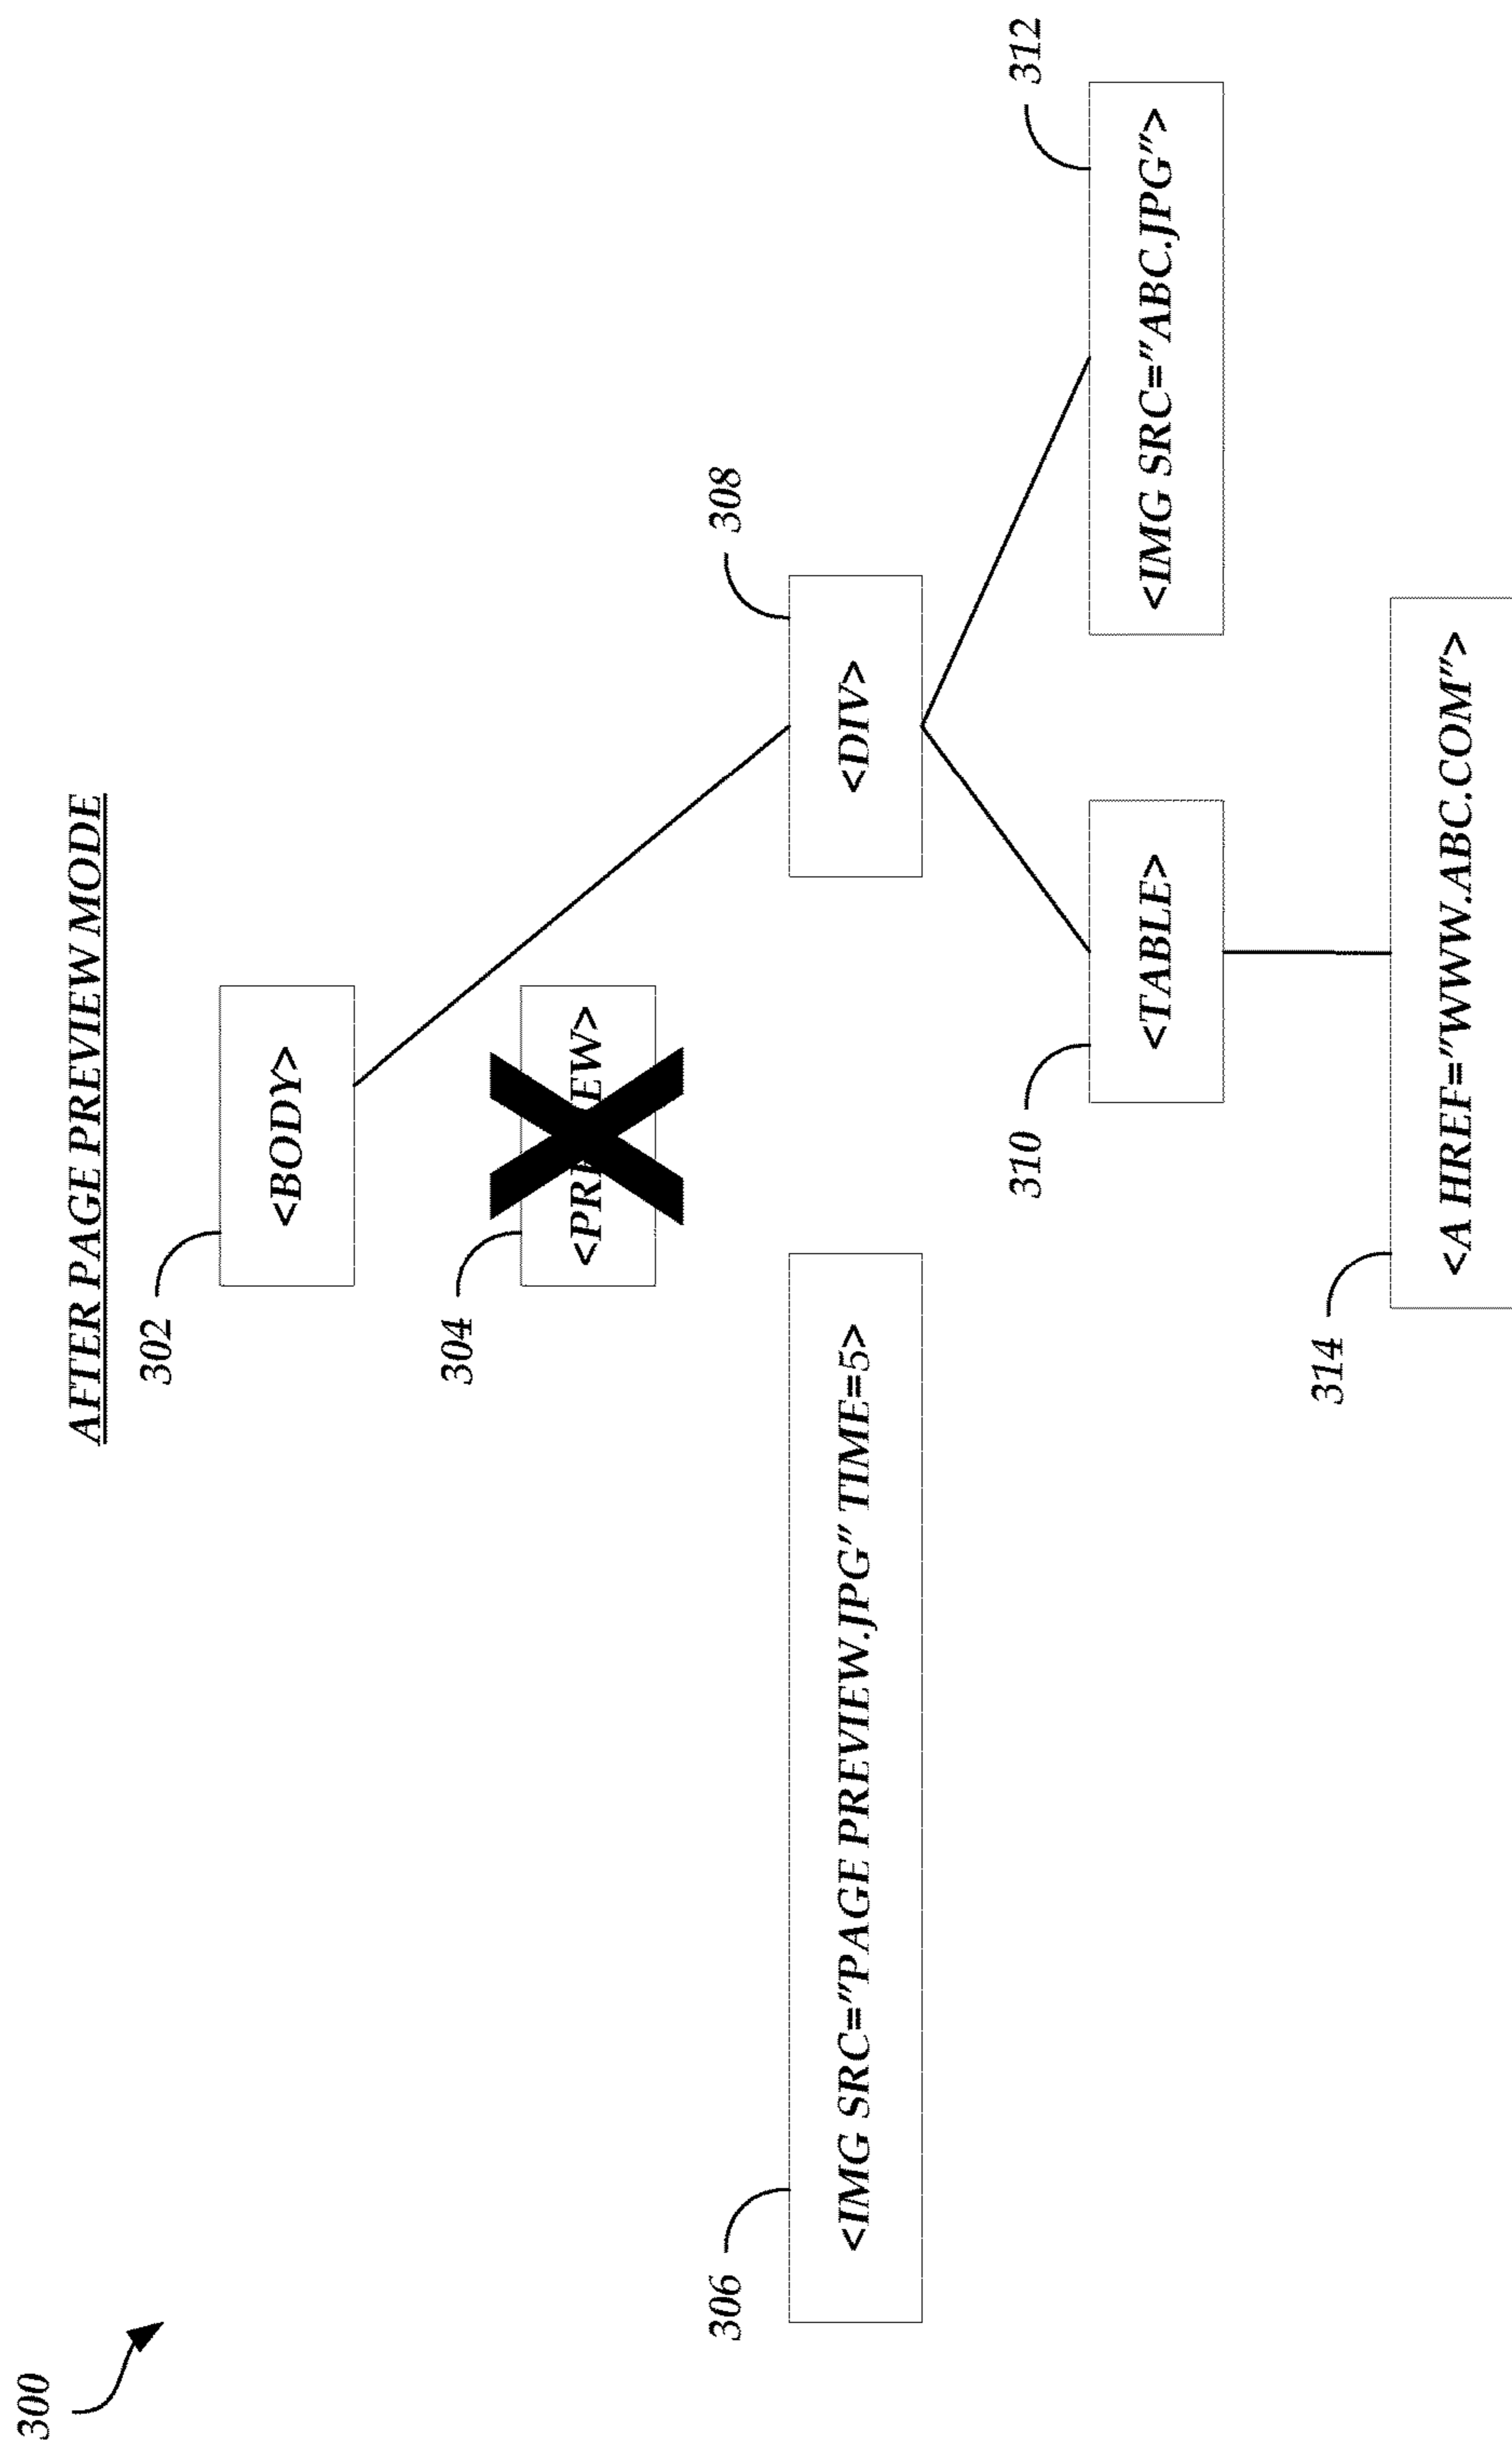 300
AFTER PAGE PREVIEW MODE
302
<BODY>
304
<PREVIEW>
306
<IMG SRC="PAGE PREVIEW.JPG" TIME=5>
308
<DIV>
310
<TABLE>
312
<IMG SRC="ABC.JPG">
314
<A HREF="WWW.ABC.COM">